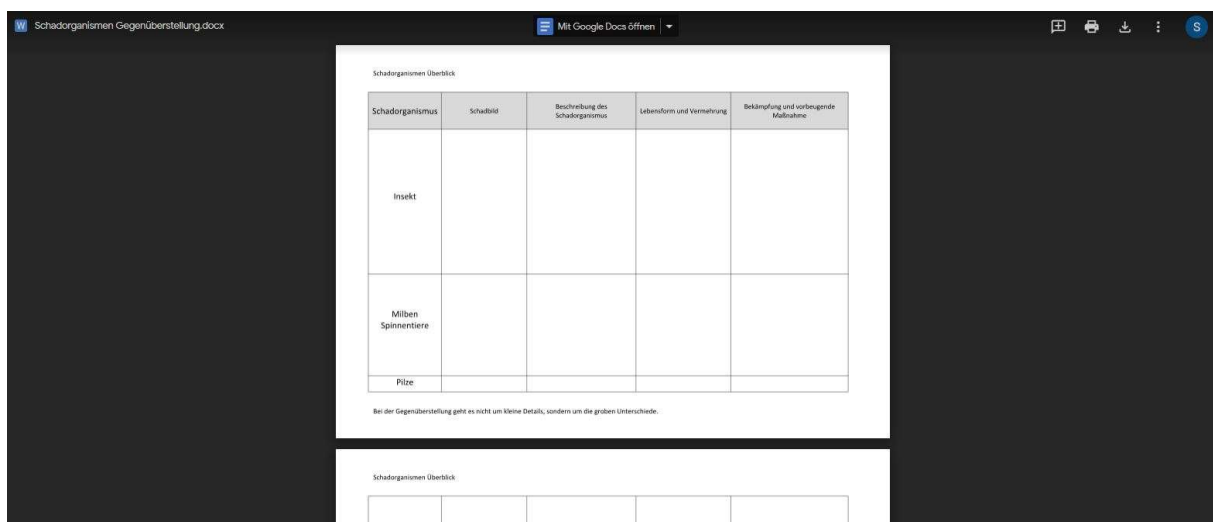 W Schadorganismen Gegenüberstellung.docx
Mit Google Docs öffnen
S
Schadorganismen Überblick
Schadorganismus
Schadbild
Beschreibung des
Schadorganismus
Lebensform und Vermehrung
Bekämpfung und vorbeugende
Maßnahme
Insekt
Milben
Spinnentiere
Pilze
Bei der Gegenüberstellung geht es nicht um kleine Details, sondern um die groben Unterschiede.
Schadorganismen Überblick